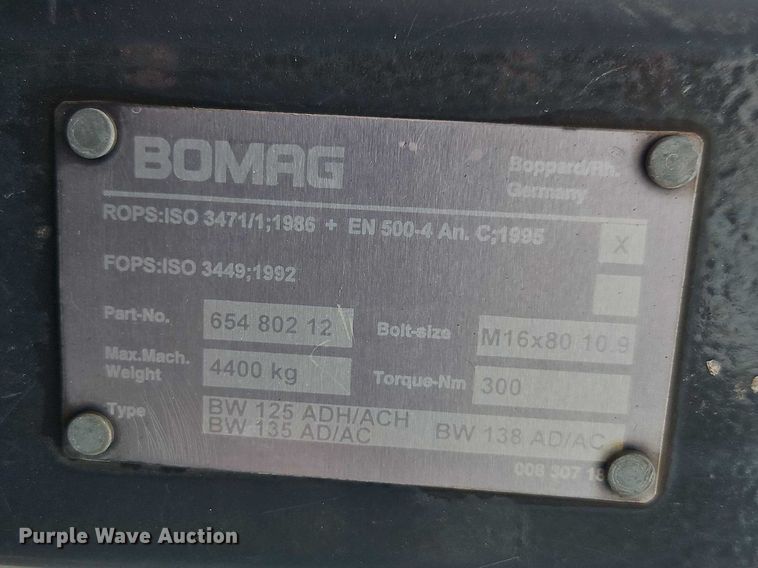 BOMAG
Boppard/Rh.
Germany
ROPS:ISO 3471/1;1986 + EN 500-4 An. C;1995
X
FOPS:ISO 3449;1992
Part-No. 654 802 12 Bolt-size M16x80 10.9
Max.Mach.
Weight 4400 kg Torque-Nm 300
Type BW 125 ADH/ACH
BW 135 AD/AC BW 138 AD/AC
008 307
Purple Wave Auction